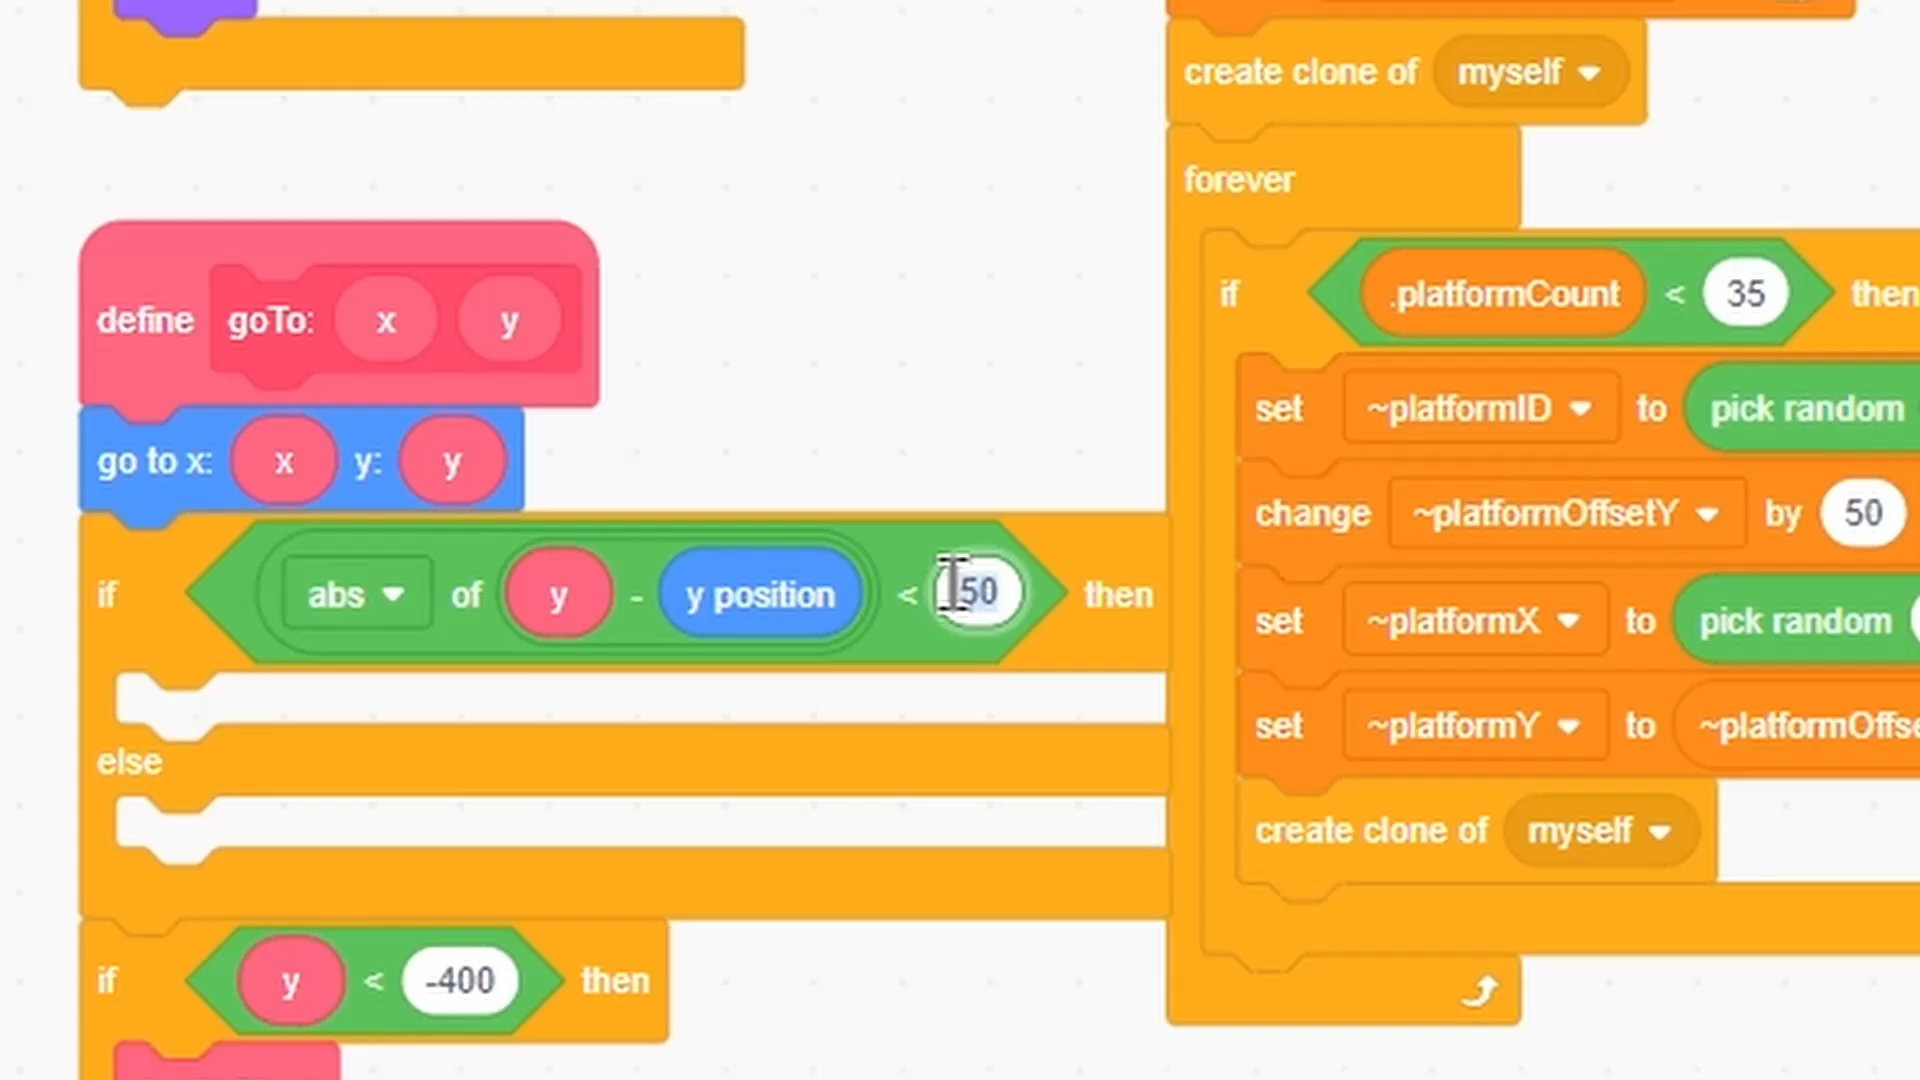 define goTo: x y
go to x: x y: y
if abs of y - y position < 50 then
else
if y < -400 then
create clone of myself
forever
if .platformCount < 35 then
set ~platformID to pick random
change ~platformOffsetY by 50
set ~platformX to pick random
set ~platformY to ~platformOffse
create clone of myself